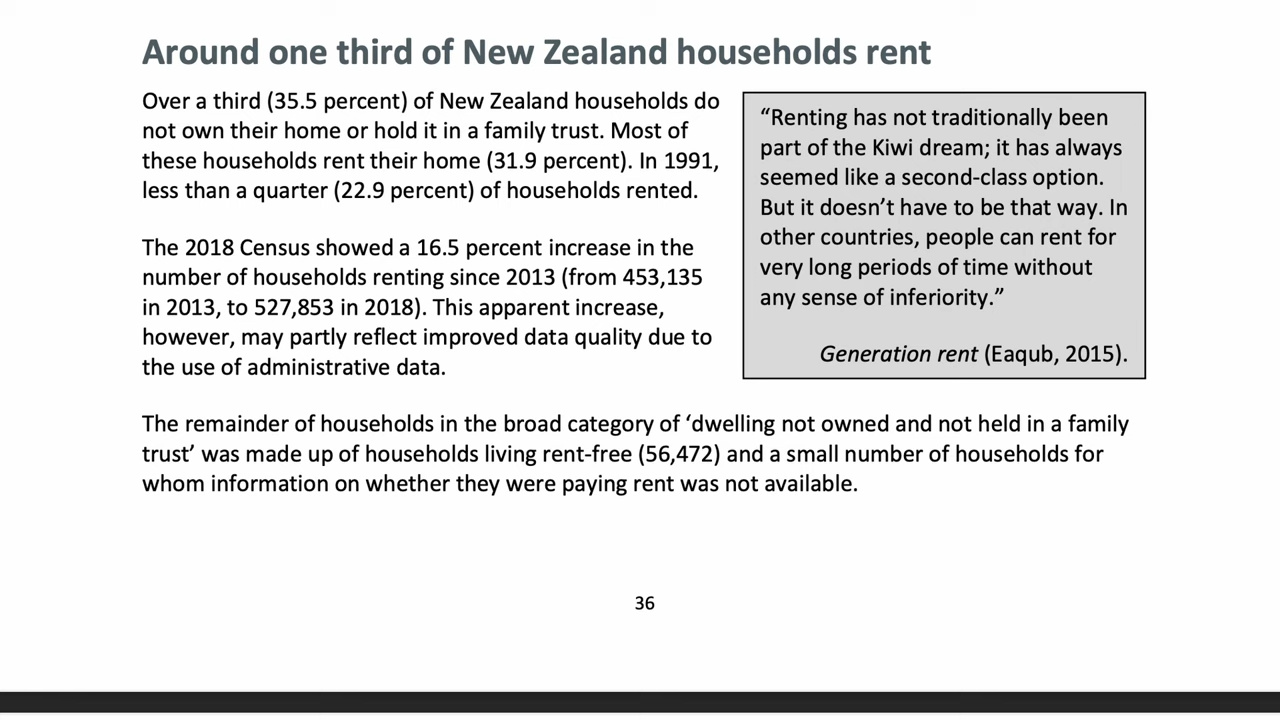 Around one third of New Zealand households rent
Over a third (35.5 percent) of New Zealand households do
not own their home or hold it in a family trust. Most of
these households rent their home (31.9 percent). In 1991,
less than a quarter (22.9 percent) of households rented.
The 2018 Census showed a 16.5 percent increase in the
number of households renting since 2013 (from 453,135
in 2013, to 527,853 in 2018). This apparent increase,
however, may partly reflect improved data quality due to
the use of administrative data.
“Renting has not traditionally been
part of the Kiwi dream; it has always
seemed like a second-class option.
But it doesn’t have to be that way. In
other countries, people can rent for
very long periods of time without
any sense of inferiority.”
Generation rent (Eaqub, 2015).
The remainder of households in the broad category of ‘dwelling not owned and not held in a family
trust’ was made up of households living rent-free (56,472) and a small number of households for
whom information on whether they were paying rent was not available.
36